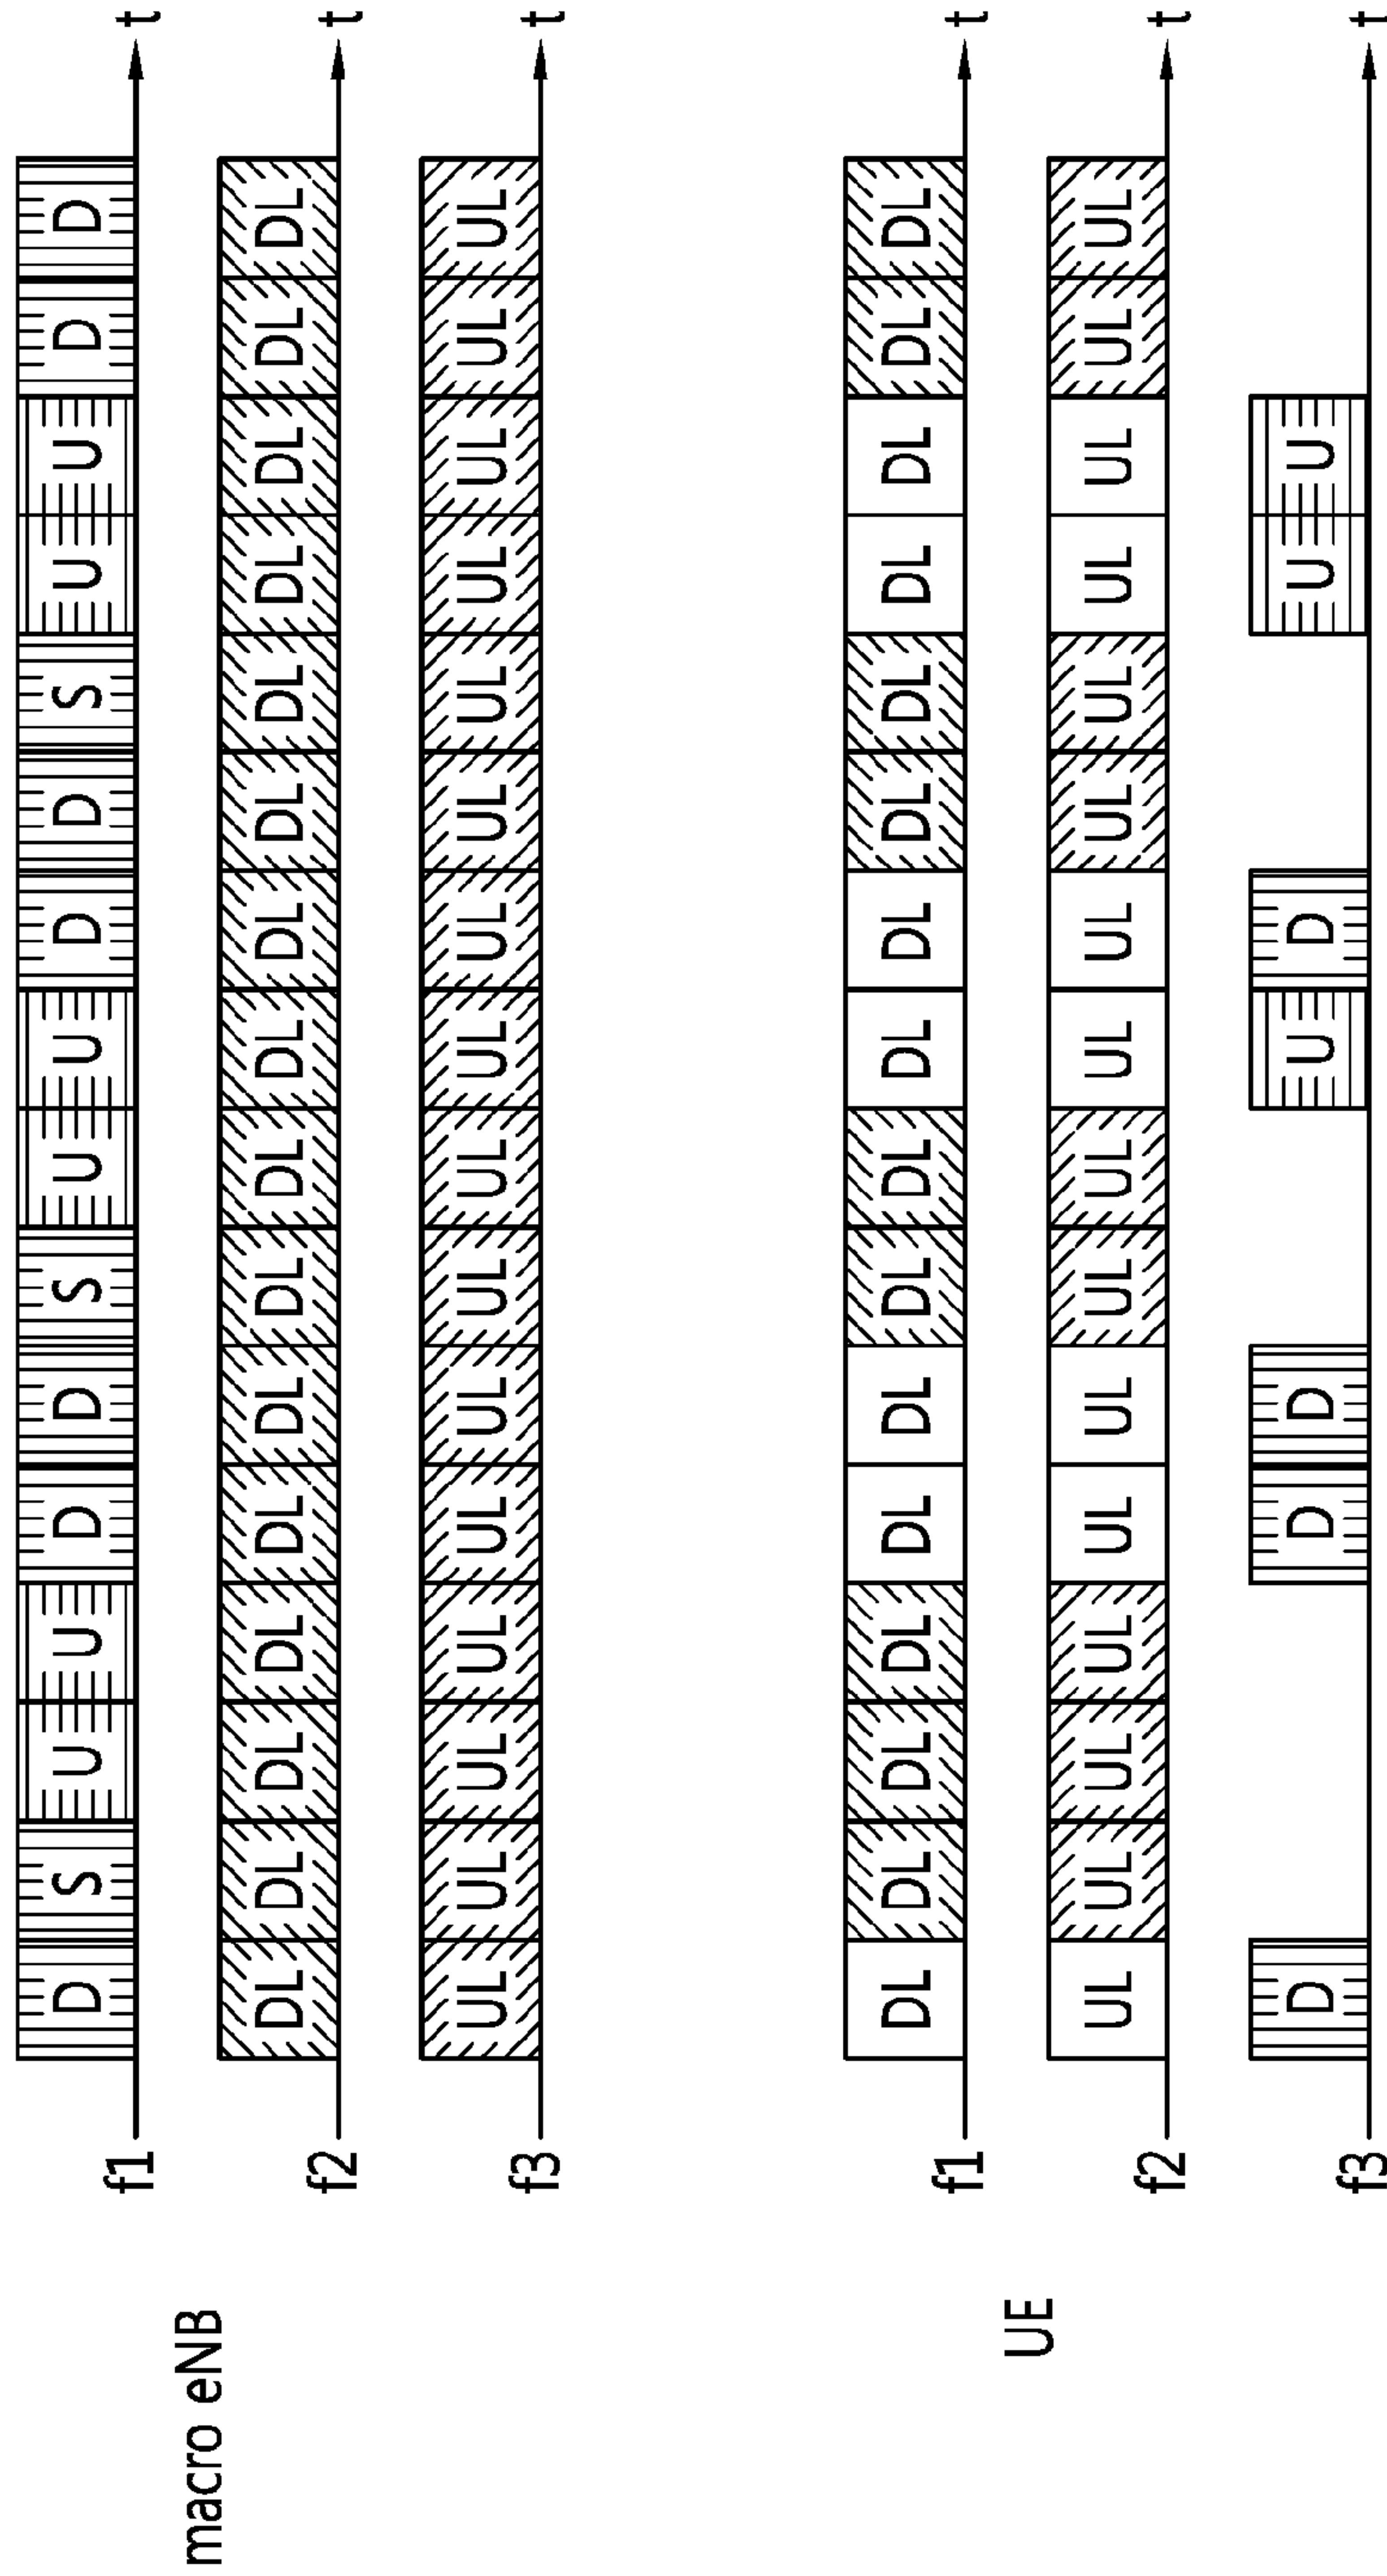 macro eNB
f1 D S U U D D S U U D D S U U D D t
f2 DL DL DL DL DL DL DL DL DL DL DL DL DL DL DL DL t
f3 UL UL UL UL UL UL UL UL UL UL UL UL UL UL UL UL t
UE
f1 DL DL DL DL DL DL DL DL DL DL DL DL DL DL DL DL t
f2 UL UL UL UL UL UL UL UL UL UL UL UL UL UL UL UL t
f3 D D D U D U U t